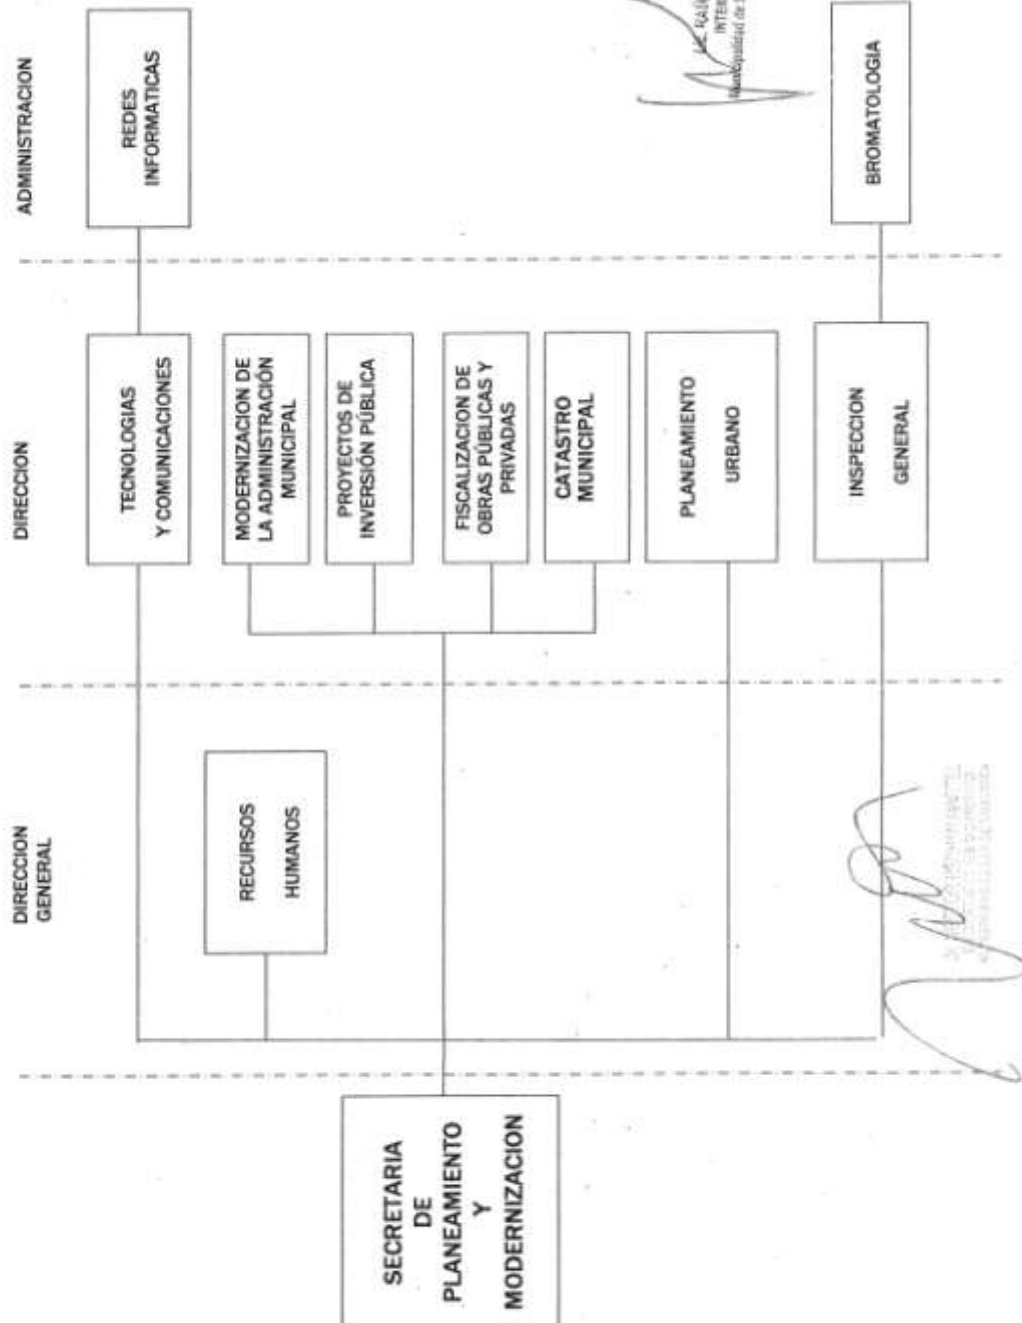 DIRECCION
GENERAL
DIRECCION
ADMINISTRACION
SECRETARIA
DE
PLANEAMIENTO
Y
MODERNIZACION
RECURSOS
HUMANOS
TECNOLOGIAS
Y COMUNICACIONES
MODERNIZACION DE
LA ADMINISTRACIÓN
MUNICIPAL
PROYECTOS DE
INVERSIÓN PÚBLICA
FISCALIZACION DE
OBRAS PÚBLICAS Y
PRIVADAS
CATASTRO
MUNICIPAL
PLANEAMIENTO
URBANO
INSPECCION
GENERAL
REDES
INFORMATICAS
BROMATOLOGIA